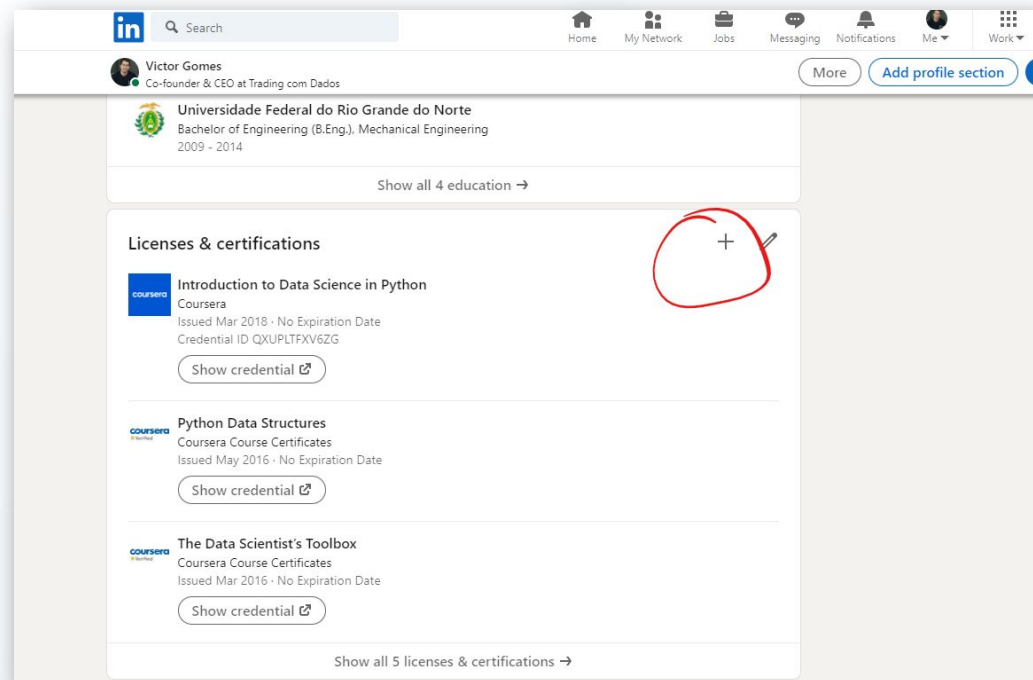 in
Search
Home
My Network
Jobs
Messaging
Notifications
Me
Work
Victor Gomes
Co-founder & CEO at Trading com Dados
More
Add profile section
Universidade Federal do Rio Grande do Norte
Bachelor of Engineering (B.Eng.), Mechanical Engineering
2009 - 2014
Show all 4 education →
Licenses & certifications
coursera
Introduction to Data Science in Python
Coursera
Issued Mar 2018 · No Expiration Date
Credential ID QXUPLTFXV6ZG
Show credential
coursera
Python Data Structures
Coursera Course Certificates
Issued May 2016 · No Expiration Date
Show credential
coursera
The Data Scientist's Toolbox
Coursera Course Certificates
Issued Mar 2016 · No Expiration Date
Show credential
Show all 5 licenses & certifications →